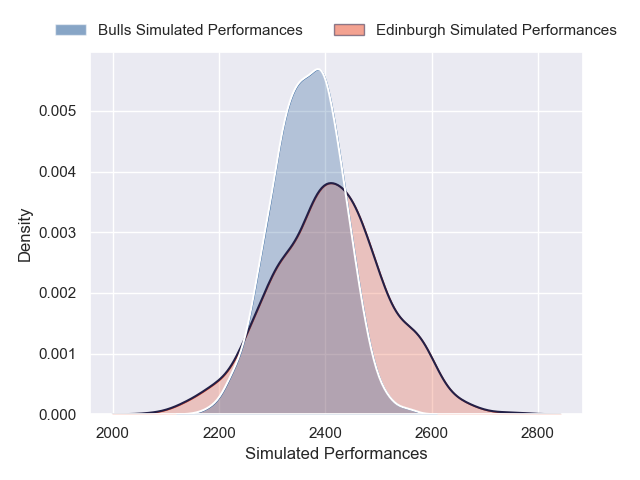 Bulls Simulated Performances Edinburgh Simulated Performances
0.005
0.004
0.003
0.002
0.001
0.000
Density
2000 2200 2400 2600 2800
Simulated Performances